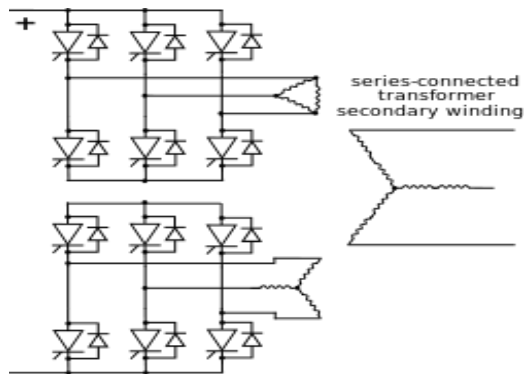 +
series-connected
transformer
secondary winding